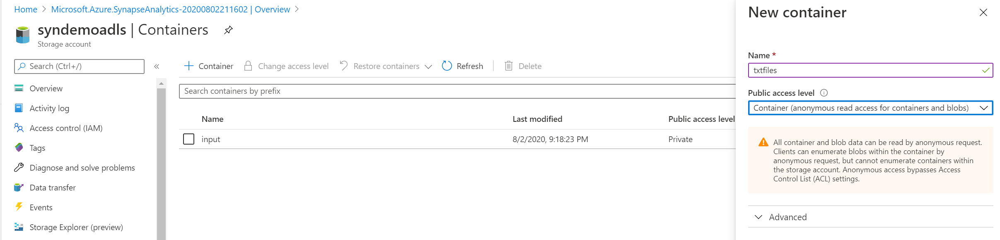 Home > Microsoft.Azure.SynapseAnalytics-20200802211602 | Overview >
syndemoadls | Containers
Storage account
Search (Ctrl+/)
«
Overview
Activity log
Access control (IAM)
Tags
Diagnose and solve problems
Data transfer
Events
Storage Explorer (preview)
+ Container Change access level Restore containers Refresh Delete
Search containers by prefix
Name Last modified Public access level
input 8/2/2020, 9:18:23 PM Private
New container
Name *
txtfiles
Public access level
Container (anonymous read access for containers and blobs)
All container and blob data can be read by anonymous request.
Clients can enumerate blobs within the container by
anonymous request, but cannot enumerate containers within
the storage account. Anonymous access bypasses Access
Control List (ACL) settings.
Advanced